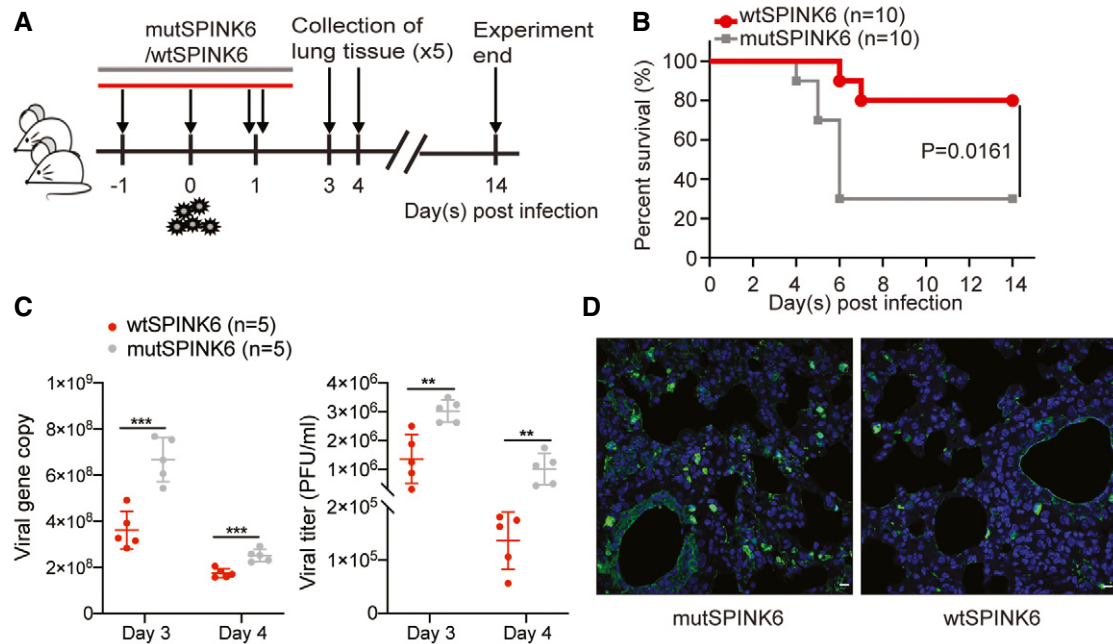 A
mutSPINK6
/wtSPINK6
Collection of
lung tissue (x5)
Experiment
end
-1
0
1
3
4
14
Day(s) post infection
B
wtSPINK6 (n=10)
mutSPINK6 (n=10)
Percent survival (%)
100
80
60
40
20
0
P=0.0161
0 2 4 6 8 10 12 14
Day(s) post infection
C
wtSPINK6 (n=5)
mutSPINK6 (n=5)
Viral gene copy
1×10⁹
8×10⁸
6×10⁸
4×10⁸
2×10⁸
0
***
***
Day 3 Day 4
Viral titer (PFU/ml)
4×10⁶
3×10⁶
2×10⁶
1×10⁶
2×10⁵
1×10⁵
0
**
**
Day 3 Day 4
D
mutSPINK6
wtSPINK6